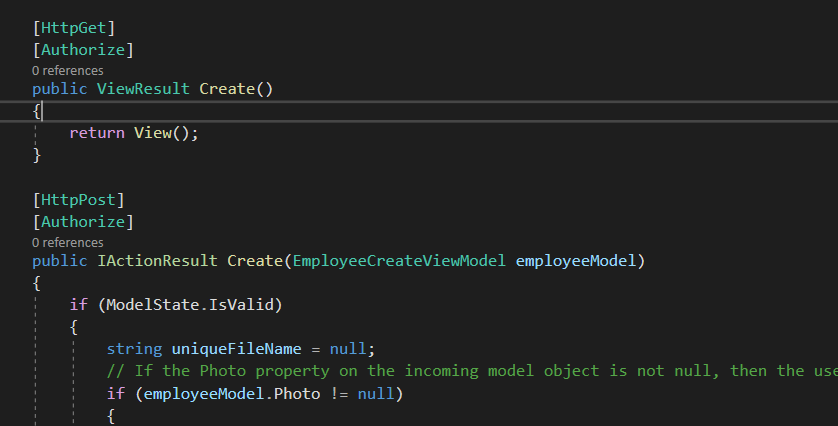 [HttpGet]
[Authorize]
0 references
public ViewResult Create()
{
return View();
}
[HttpPost]
[Authorize]
0 references
public IActionResult Create(EmployeeCreateViewModel employeeModel)
{
if (ModelState.IsValid)
{
string uniqueFileName = null;
// If the Photo property on the incoming model object is not null, then the use
if (employeeModel.Photo != null)
{